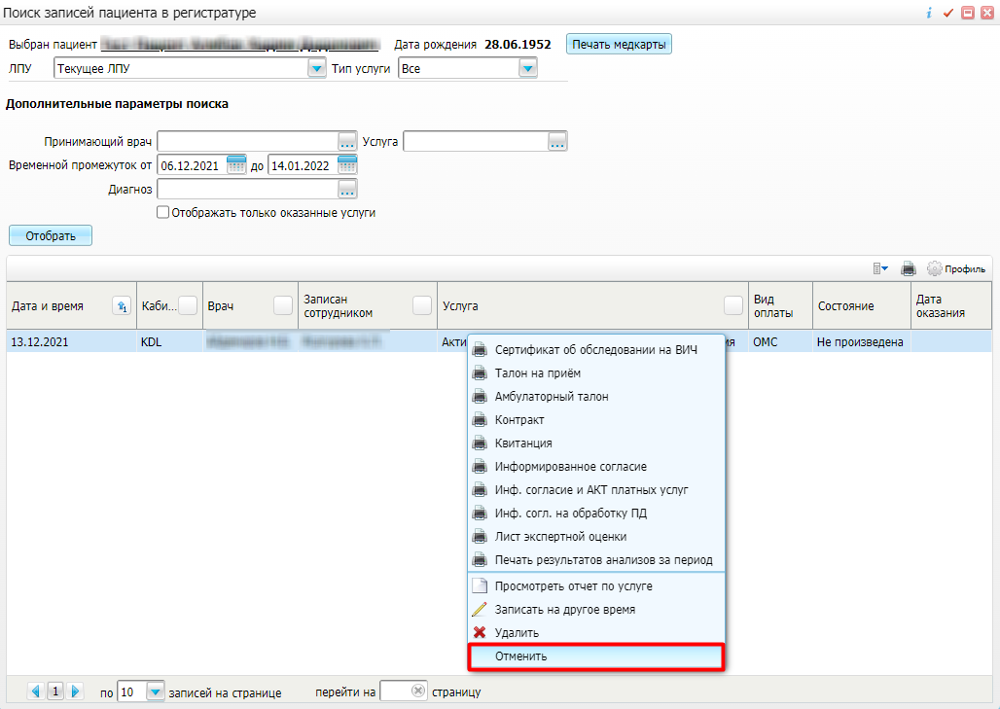 Поиск записей пациента в регистратуре
Выбран пациент Дата рождения 28.06.1952 Печать медкарты
ЛПУ Текущее ЛПУ Тип услуги Все
Дополнительные параметры поиска
Принимающий врач ... Услуга ...
Временной промежуток от 06.12.2021 до 14.01.2022
Диагноз ...
Отображать только оказанные услуги
Отобрать
Профиль
Дата и время 1 Каби... Врач Записан сотрудником Услуга Вид оплаты Состояние Дата оказания
13.12.2021 KDL Акти ия ОМС Не произведена
Сертификат об обследовании на ВИЧ
Талон на приём
Амбулаторный талон
Контракт
Квитанция
Информированное согласие
Инф. согласие и АКТ платных услуг
Инф. согл. на обработку ПД
Лист экспертной оценки
Печать результатов анализов за период
Просмотреть отчет по услуге
Записать на другое время
Удалить
Отменить
1 по 10 записей на странице перейти на страницу